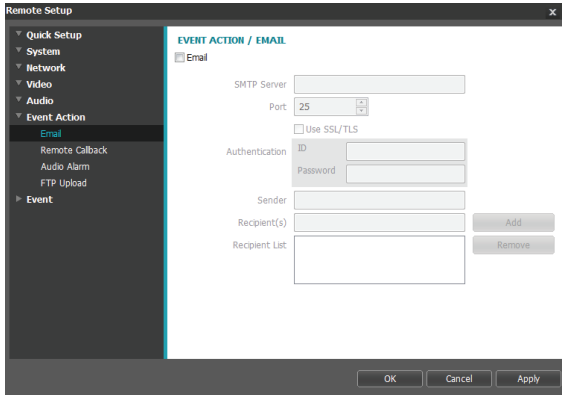 Remote Setup
x
Quick Setup
System
Network
Video
Audio
Event Action
Email
Remote Callback
Audio Alarm
FTP Upload
Event
EVENT ACTION / EMAIL
Email
SMTP Server
Port 25
Use SSL/TLS
Authentication ID
Password
Sender
Recipient(s) Add
Recipient List Remove
OK Cancel Apply